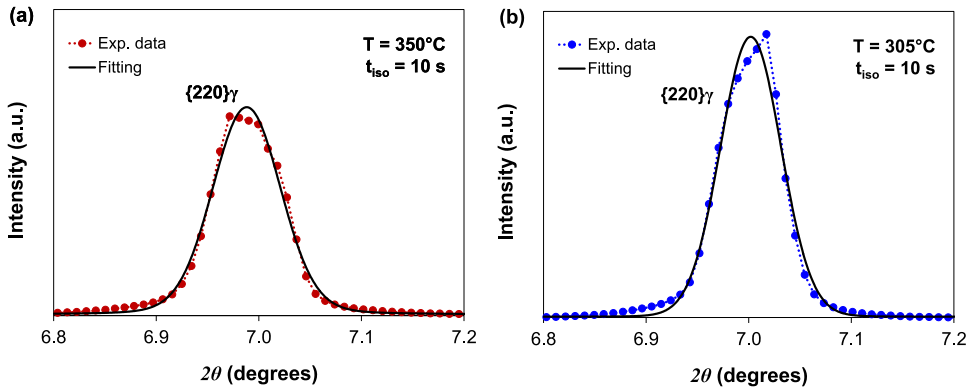 (a)
Exp. data
Fitting
T = 350°C
t_iso = 10 s
{220}γ
Intensity (a.u.)
6.8 6.9 7.0 7.1 7.2
2θ (degrees)
(b)
Exp. data
Fitting
T = 305°C
t_iso = 10 s
{220}γ
Intensity (a.u.)
6.8 6.9 7.0 7.1 7.2
2θ (degrees)